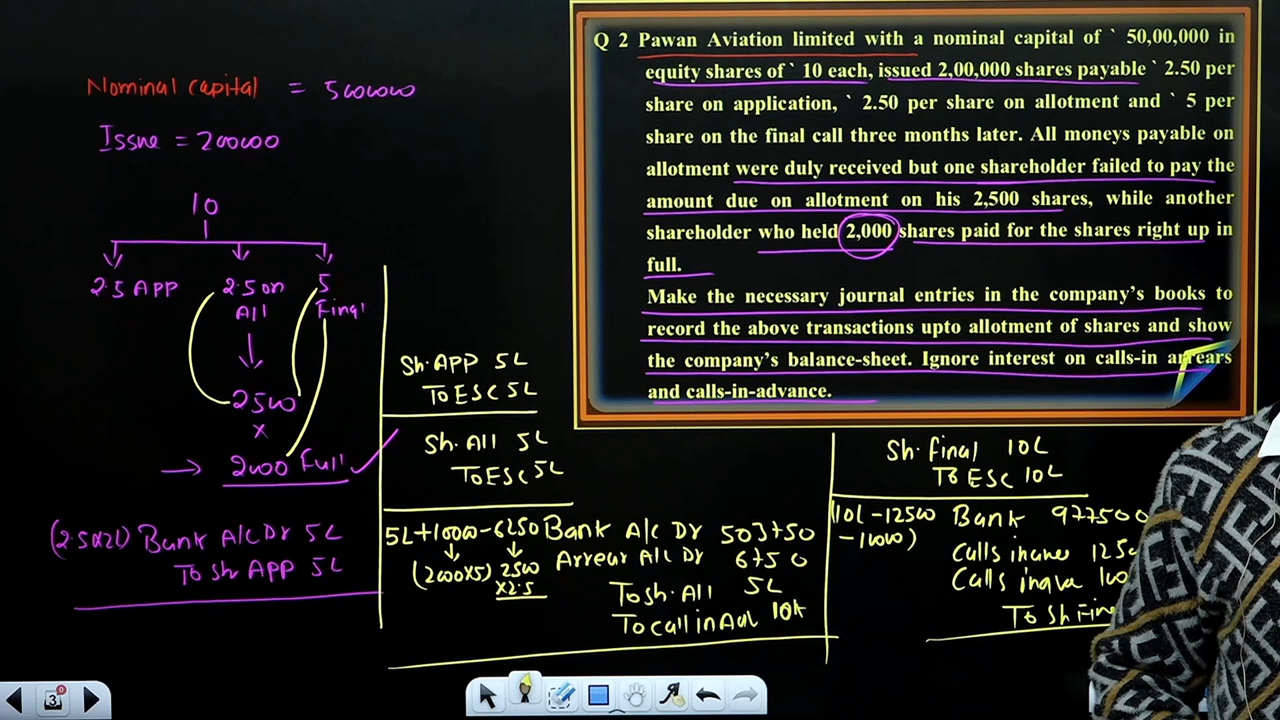 Q 2 Pawan Aviation limited with a nominal capital of ` 50,00,000 in
equity shares of ` 10 each, issued 2,00,000 shares payable ` 2.50 per
share on application, ` 2.50 per share on allotment and ` 5 per
share on the final call three months later. All moneys payable on
allotment were duly received but one shareholder failed to pay the
amount due on allotment on his 2,500 shares, while another
shareholder who held 2,000 shares paid for the shares right up in
full.
Make the necessary journal entries in the company's books to
record the above transactions upto allotment of shares and show
the company's balance-sheet. Ignore interest on calls-in arrears
and calls-in-advance.
Nominal capital = 5000000
Issue = 200000
10
2.5 APP 2.5 on All 5 Final
2500
x
→ 2000 Full
(2.5x2L) Bank A/c Dr 5L
To Sh APP 5L
Sh. APP 5L
To ESC 5L
Sh. All 5L
To ESC 5L
5L+10000-6250 Bank A/c Dr 503750
(2000x5) 2500 x2.5 Arrear A/c Dr 6750
To Sh. All 5L
To call in Adv 10k
Sh. final 10L
To ESC 10L
(10L-12500 Bank 977500
-10000) Calls in
Calls in
To Sh
3